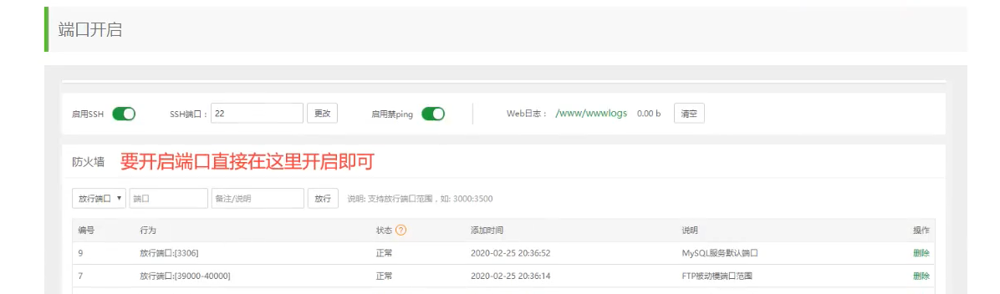 端口开启
启用SSH SSH端口： 22 更改 启用禁ping Web日志： /www/wwwlogs 0.00 b 清空
防火墙 要开启端口直接在这里开启即可
放行端口 ▼ 端口 备注/说明 放行 说明: 支持放行端口范围，如: 3000:3500
编号 行为 状态 ? 添加时间 说明 操作
9 放行端口:[3306] 正常 2020-02-25 20:36:52 MySQL服务默认端口 删除
7 放行端口:[39000-40000] 正常 2020-02-25 20:36:14 FTP被动模端口范围 删除